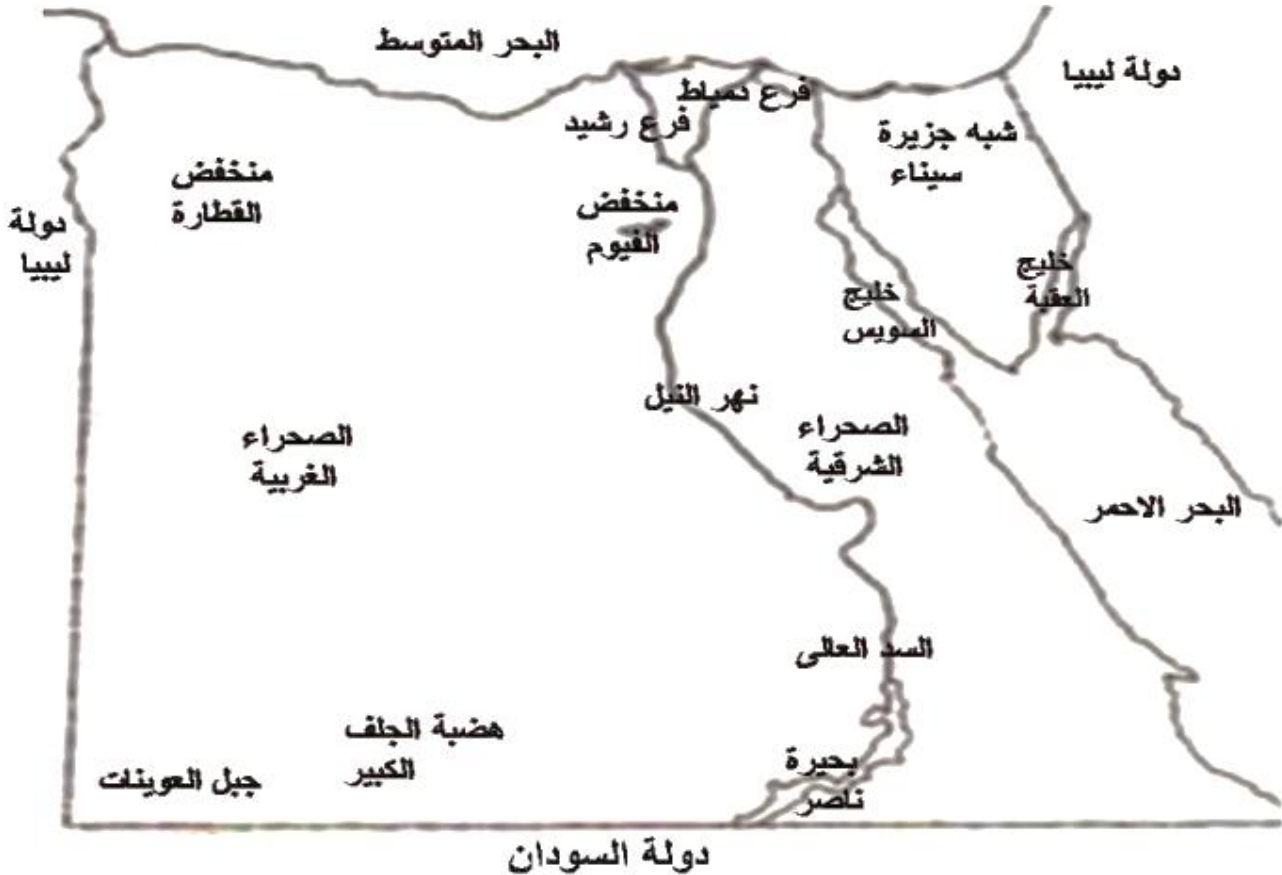 البحر المتوسط
دولة ليبيا
فرع دمياط
فرع رشيد
شبه جزيرة
سيناء
منخفض
القطارة
منخفض
الفيوم
دولة
ليبيا
خليج
العقبة
خليج
السويس
نهر النيل
الصحراء
الشرقية
الصحراء
الغربية
البحر الاحمر
السد العالى
هضبة الجلف
الكبير
جبل العوينات
بحيرة
ناصر
دولة السودان